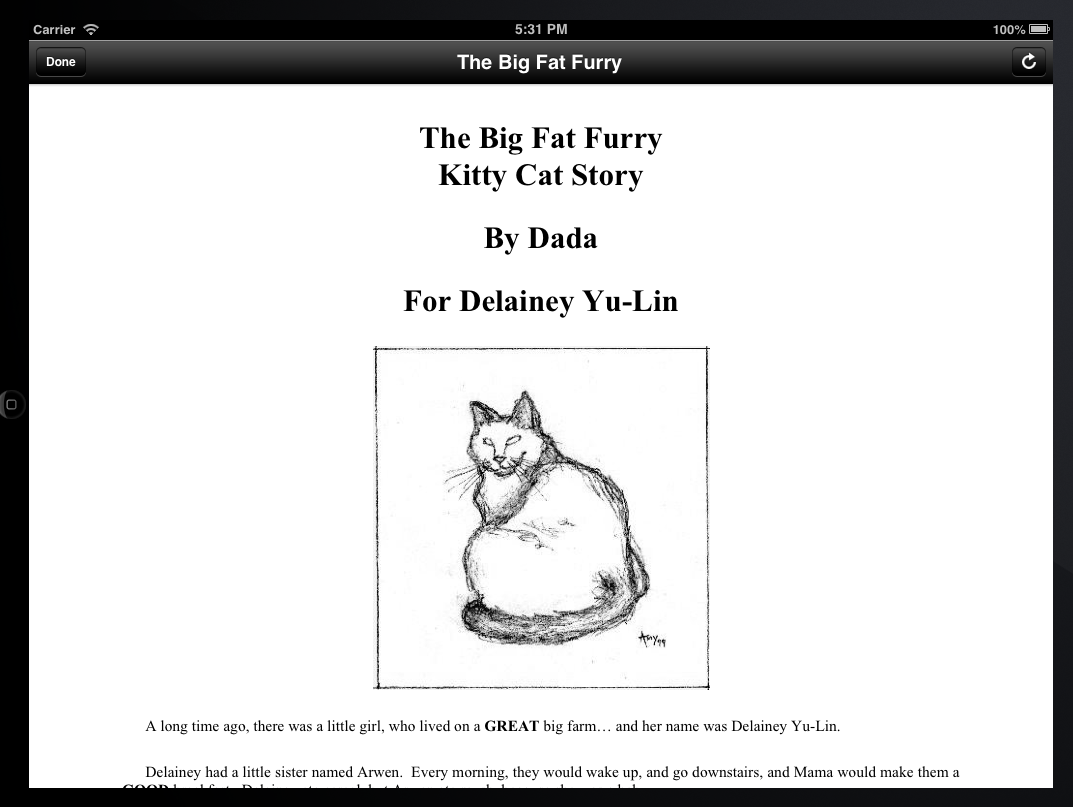 Carrier 5:31 PM 100%
Done The Big Fat Furry
The Big Fat Furry
Kitty Cat Story
By Dada
For Delainey Yu-Lin
Amy 99
A long time ago, there was a little girl, who lived on a GREAT big farm… and her name was Delainey Yu-Lin.
Delainey had a little sister named Arwen.  Every morning, they would wake up, and go downstairs, and Mama would make them a
GOOD